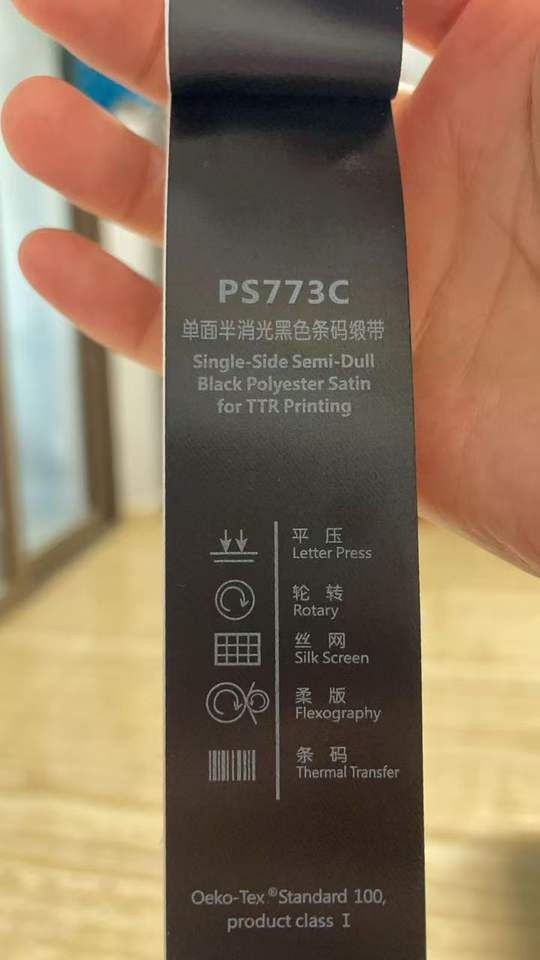 PS773C
单面半消光黑色条码缎带
Single-Side Semi-Dull
Black Polyester Satin
for TTR Printing
平 压
Letter Press
轮 转
Rotary
丝 网
Silk Screen
柔 版
Flexography
条 码
Thermal Transfer
Oeko-Tex®Standard 100,
product class I